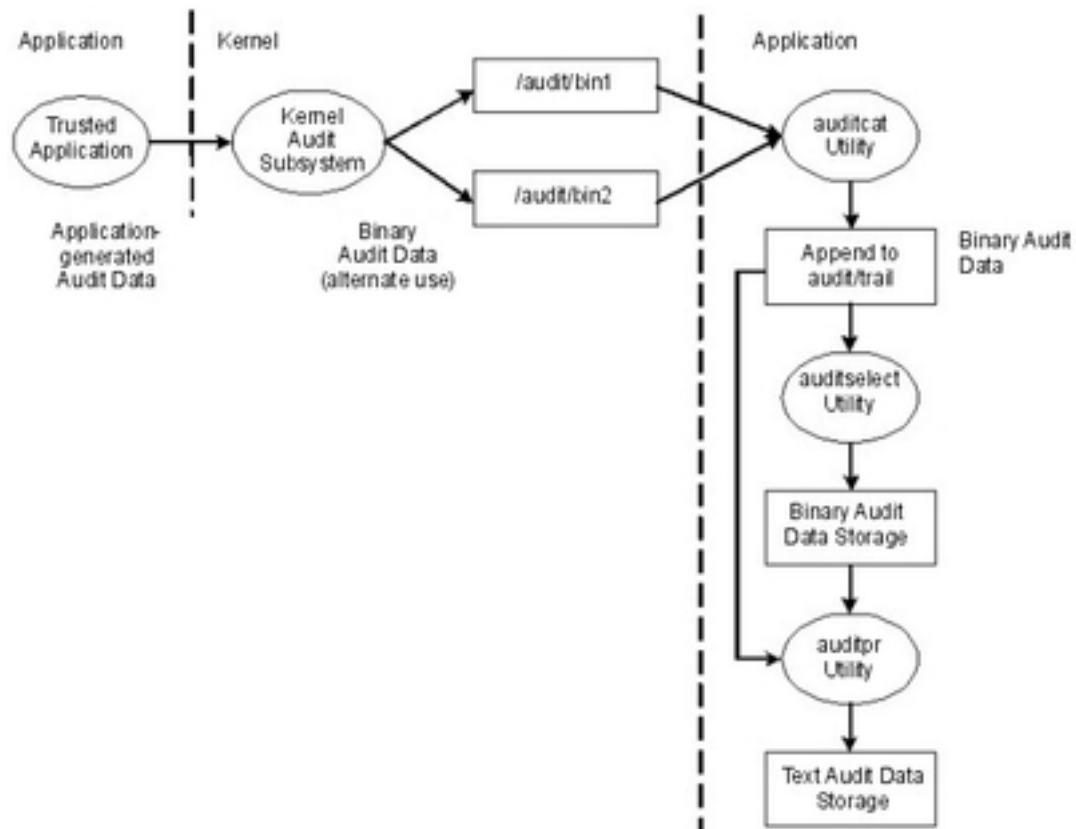 Application
Kernel
Application
Trusted
Application
Kernel
Audit
Subsystem
/audit/bin1
/audit/bin2
auditcat
Utility
Application-
generated
Audit Data
Binary
Audit Data
(alternate use)
Append to
audit/trail
Binary Audit
Data
auditselect
Utility
Binary Audit
Data Storage
auditpr
Utility
Text Audit Data
Storage